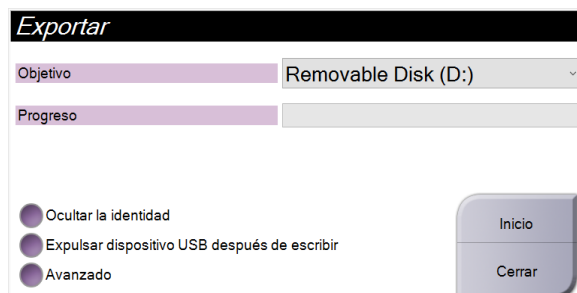 Exportar
Objetivo
Removable Disk (D:)
Progreso
Ocultar la identidad
Expulsar dispositivo USB después de escribir
Avanzado
Inicio
Cerrar